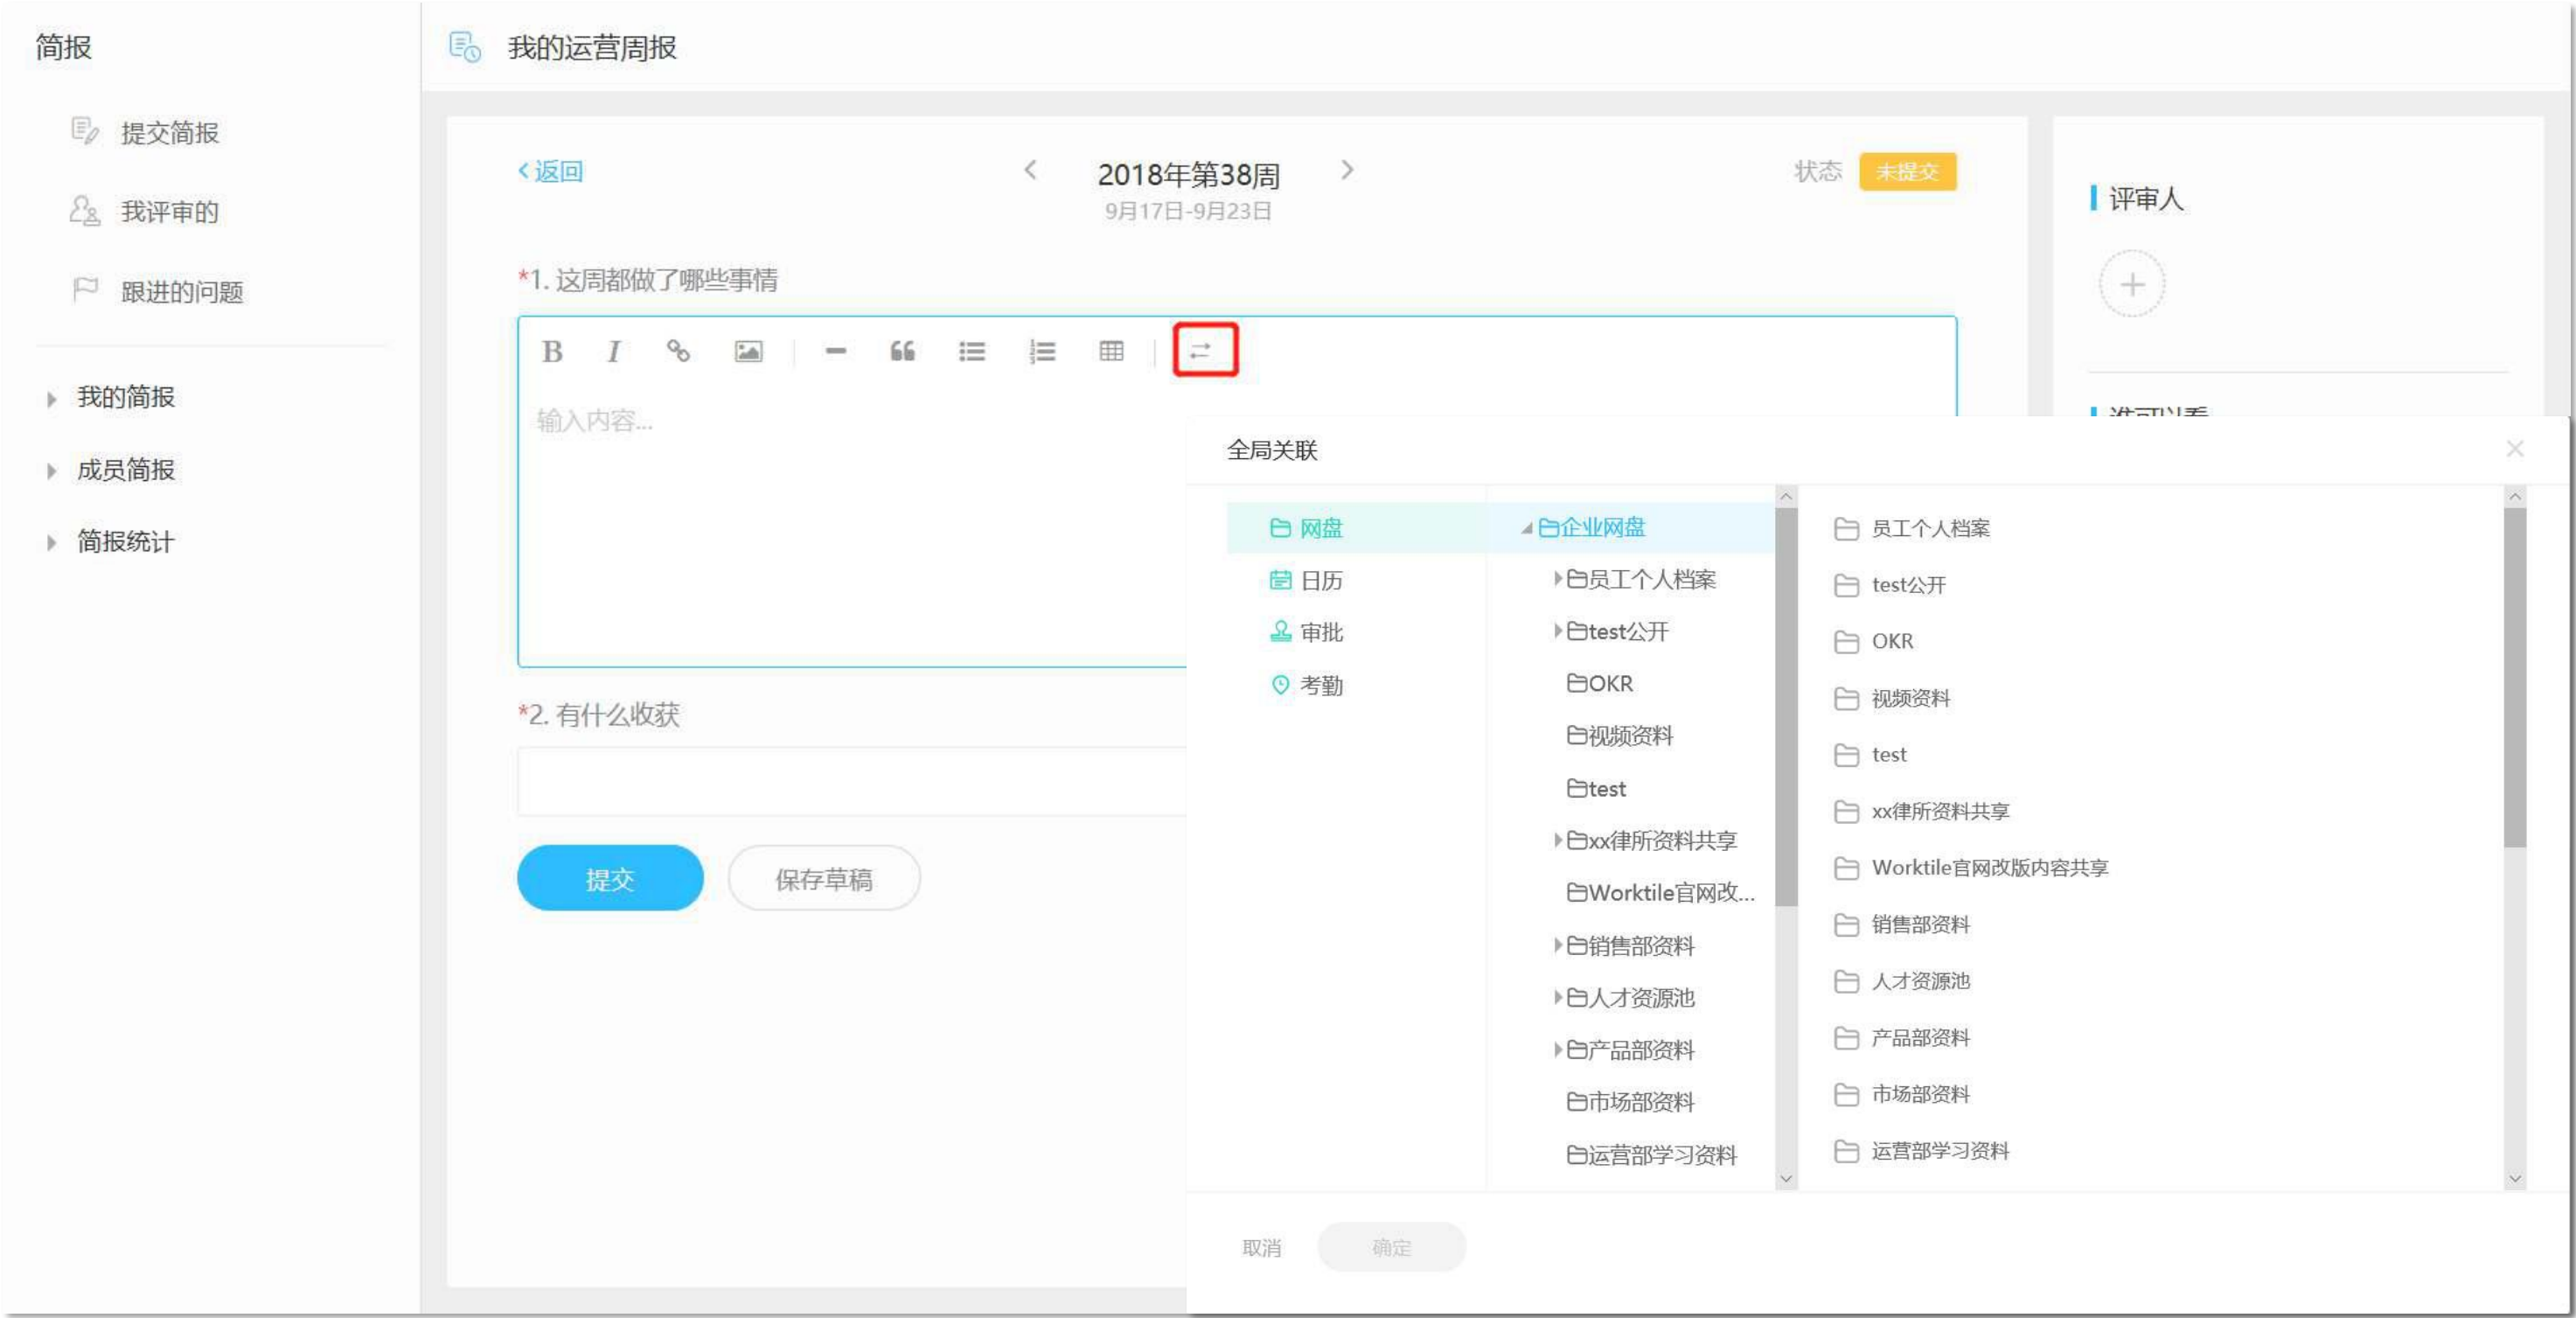 简报
提交简报
我评审的
跟进的问题
我的简报
成员简报
简报统计
我的运营周报
返回
2018年第38周
9月17日-9月23日
状态 未提交
*1. 这周都做了哪些事情
B I
输入内容...
*2. 有什么收获
提交 保存草稿
评审人
谁可以看
全局关联
网盘
日历
审批
考勤
企业网盘
员工个人档案
test公开
OKR
视频资料
test
xx律所资料共享
Worktile官网改...
销售部资料
人才资源池
产品部资料
市场部资料
运营部学习资料
员工个人档案
test公开
OKR
视频资料
test
xx律所资料共享
Worktile官网改版内容共享
销售部资料
人才资源池
产品部资料
市场部资料
运营部学习资料
取消 确定